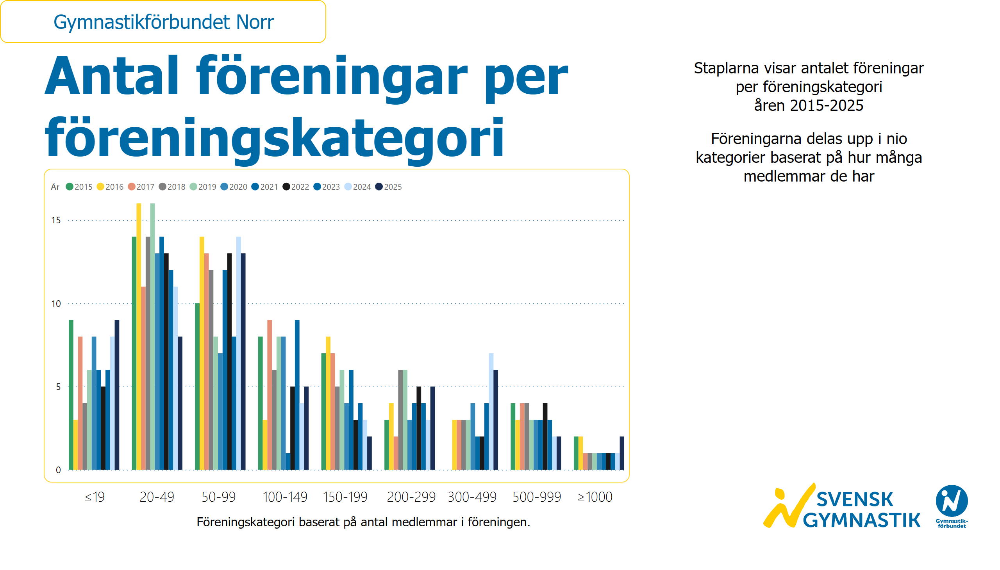 Gymnastikförbundet Norr
Antal föreningar per
föreningskategori
Staplarna visar antalet föreningar
per föreningskategori
åren 2015-2025
Föreningarna delas upp i nio
kategorier baserat på hur många
medlemmar de har
År 2015 2016 2017 2018 2019 2020 2021 2022 2023 2024 2025
15
10
5
0
≤19 20-49 50-99 100-149 150-199 200-299 300-499 500-999 ≥1000
Föreningskategori baserat på antal medlemmar i föreningen.
SVENSK
GYMNASTIK
Gymnastik-
förbundet